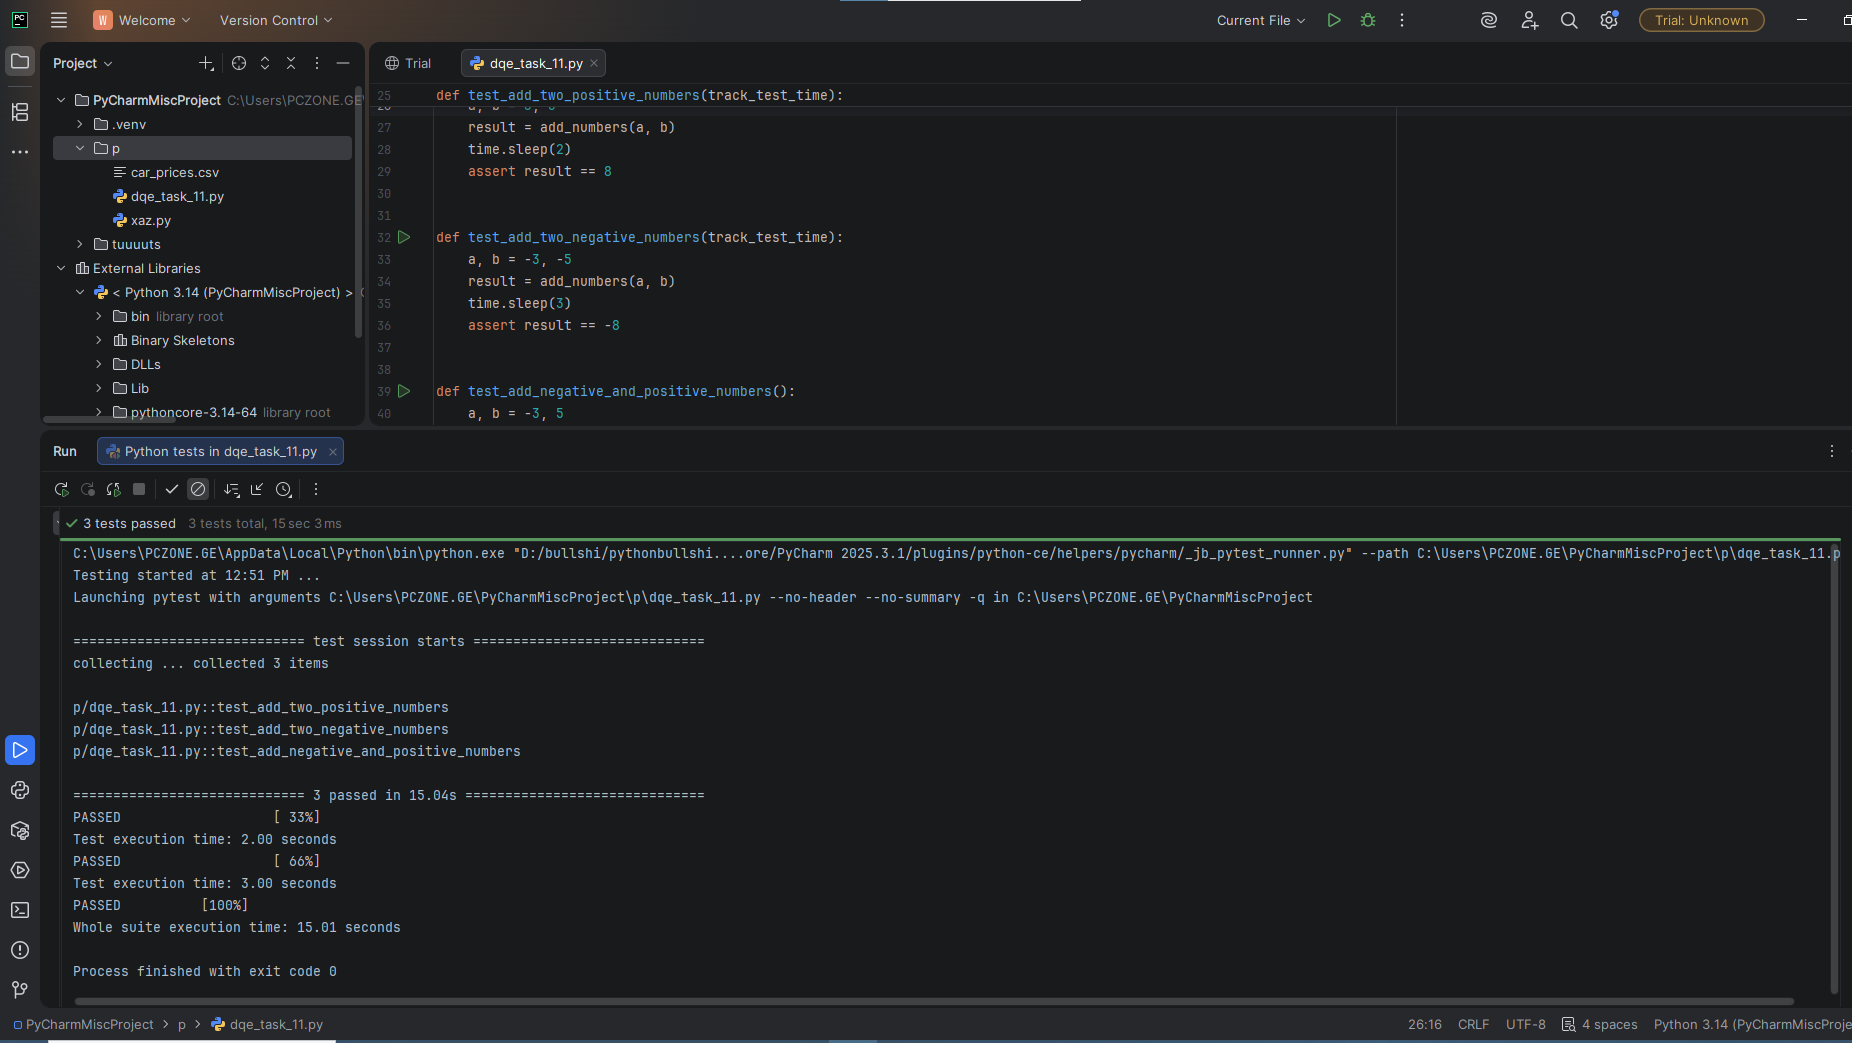 PC
W Welcome
Version Control
Current File
Trial: Unknown
Project
PyCharmMiscProject C:\Users\PCZONE.GE\
.venv
p
car_prices.csv
dqe_task_11.py
xaz.py
tuuuuts
External Libraries
< Python 3.14 (PyCharmMiscProject) >
bin library root
Binary Skeletons
DLLs
Lib
pythoncore-3.14-64 library root
Trial
dqe_task_11.py
25 def test_add_two_positive_numbers(track_test_time):
27 result = add_numbers(a, b)
28 time.sleep(2)
29 assert result == 8
30
31
32 def test_add_two_negative_numbers(track_test_time):
33 a, b = -3, -5
34 result = add_numbers(a, b)
35 time.sleep(3)
36 assert result == -8
37
38
39 def test_add_negative_and_positive_numbers():
40 a, b = -3, 5
Run
Python tests in dqe_task_11.py
3 tests passed 3 tests total, 15 sec 3 ms
C:\Users\PCZONE.GE\AppData\Local\Python\bin\python.exe "D:/bullshi/pythonbullshi....ore/PyCharm 2025.3.1/plugins/python-ce/helpers/pycharm/_jb_pytest_runner.py" --path C:\Users\PCZONE.GE\PyCharmMiscProject\p\dqe_task_11.p
Testing started at 12:51 PM ...
Launching pytest with arguments C:\Users\PCZONE.GE\PyCharmMiscProject\p\dqe_task_11.py --no-header --no-summary -q in C:\Users\PCZONE.GE\PyCharmMiscProject
============================= test session starts =============================
collecting ... collected 3 items
p/dqe_task_11.py::test_add_two_positive_numbers
p/dqe_task_11.py::test_add_two_negative_numbers
p/dqe_task_11.py::test_add_negative_and_positive_numbers
============================= 3 passed in 15.04s ==============================
PASSED [ 33%]
Test execution time: 2.00 seconds
PASSED [ 66%]
Test execution time: 3.00 seconds
PASSED [100%]
Whole suite execution time: 15.01 seconds
Process finished with exit code 0
PyCharmMiscProject > p > dqe_task_11.py
26:16 CRLF UTF-8 4 spaces Python 3.14 (PyCharmMiscProje